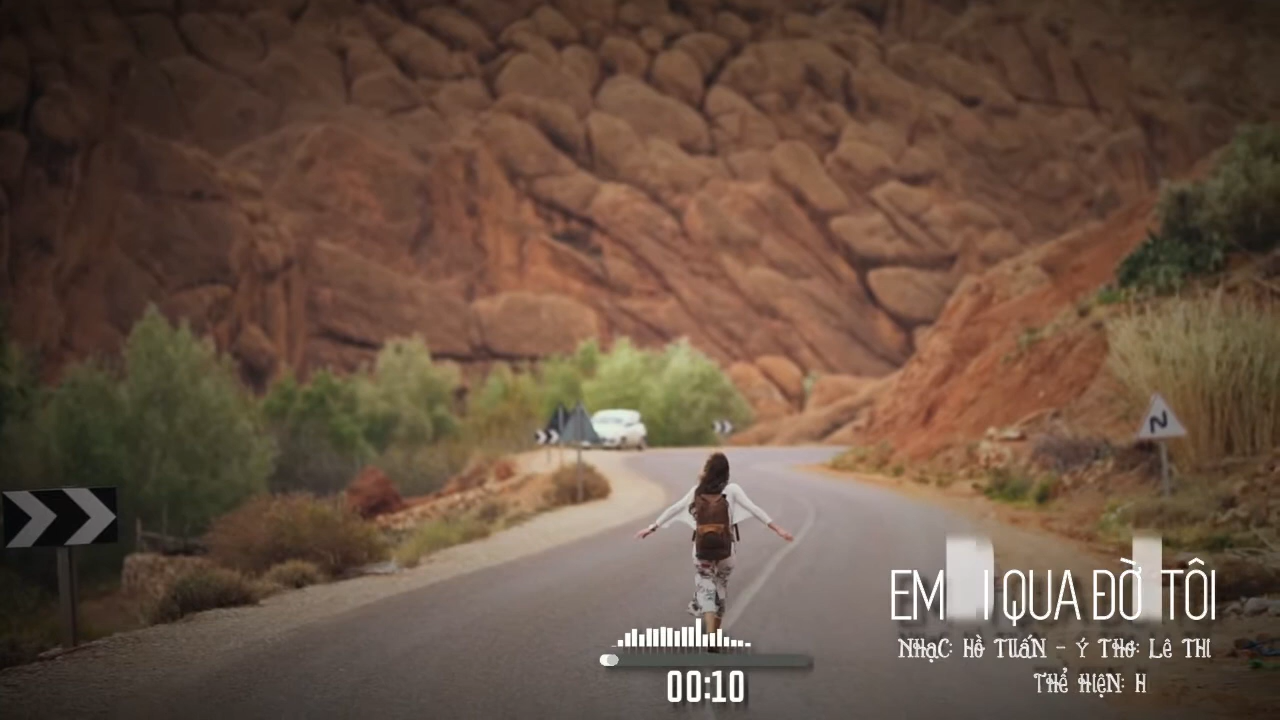 EM I QUA ĐỜ TÔI
NHẠC: HỒ TUẤN - Ý THƠ: LÊ THI
THỂ HIỆN: H
00:10